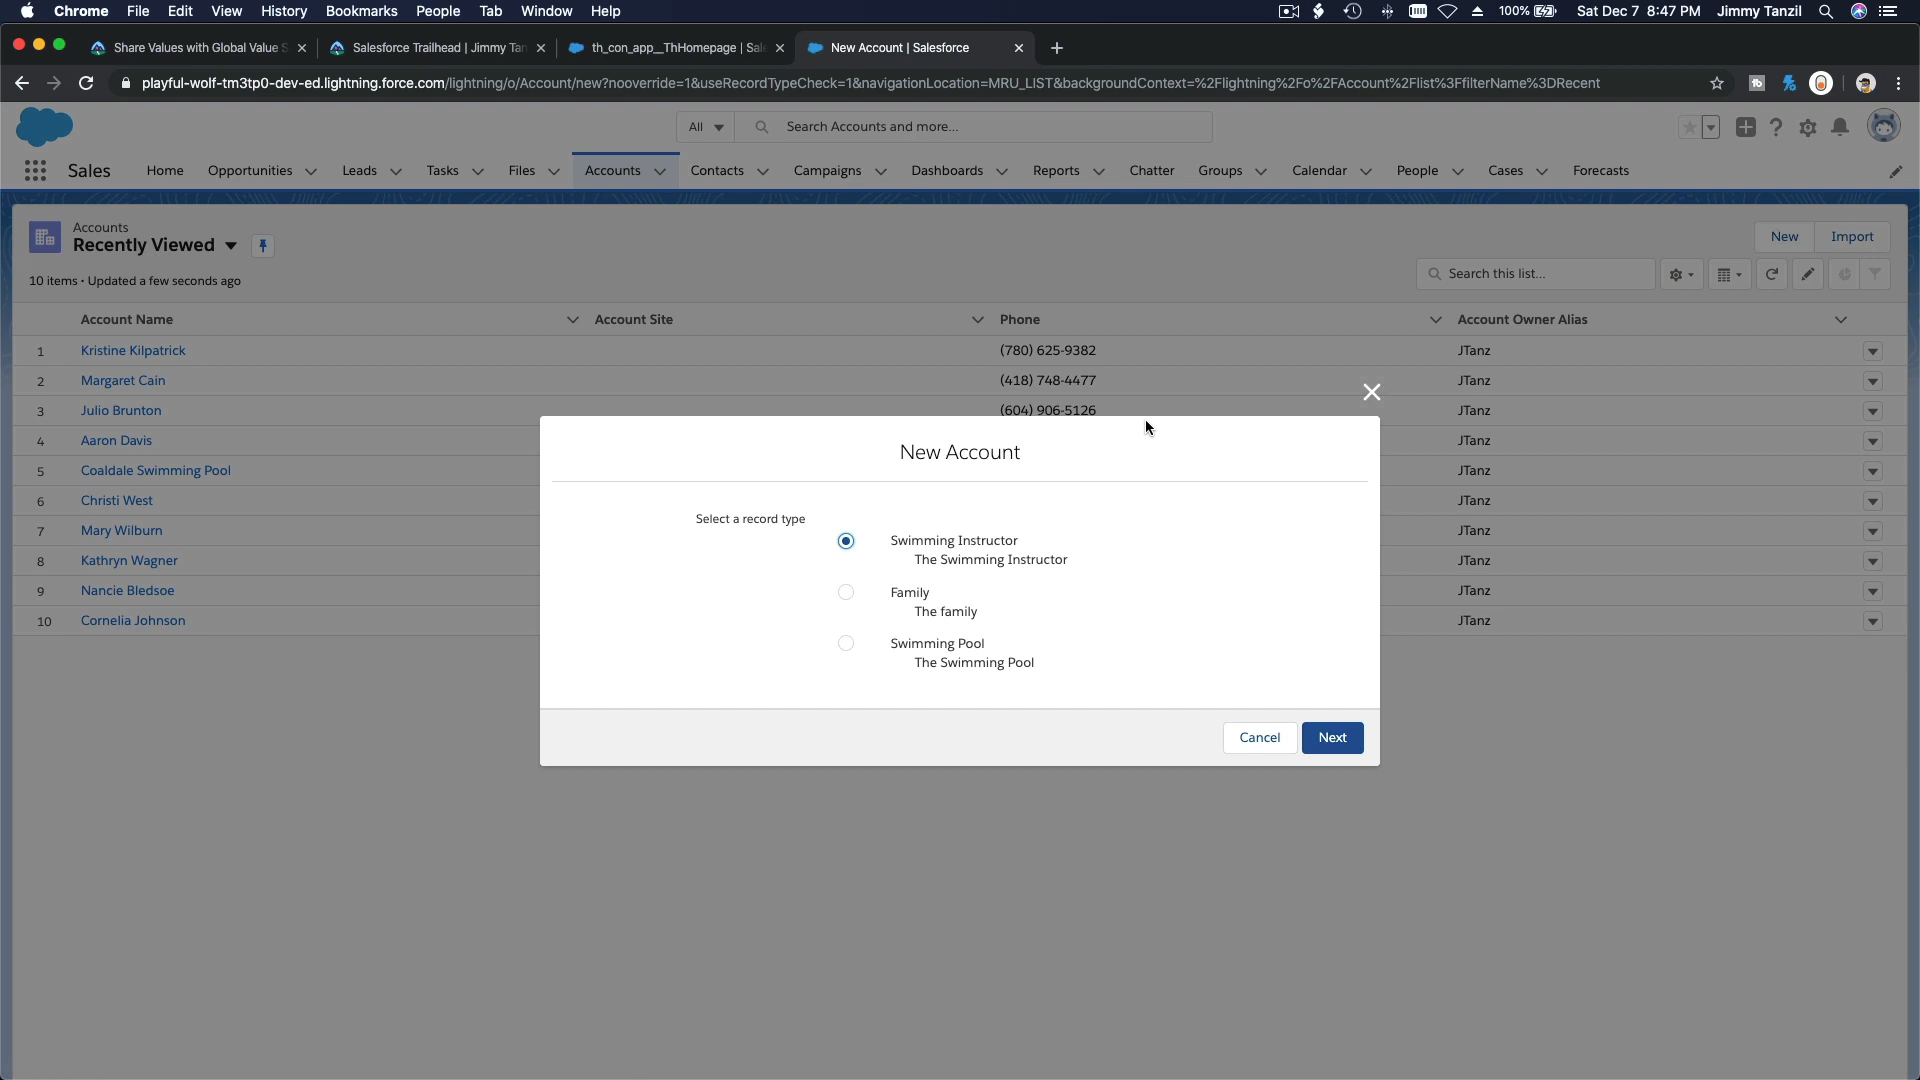 Chrome File Edit View History Bookmarks People Tab Window Help 100% Sat Dec 7 8:47 PM Jimmy Tanzil
Share Values with Global Value S Salesforce Trailhead | Jimmy Tan th_con_app__ThHomepage | Sale New Account | Salesforce
playful-wolf-tm3tp0-dev-ed.lightning.force.com/lightning/o/Account/new?nooverride=1&useRecordTypeCheck=1&navigationLocation=MRU_LIST&backgroundContext=%2Flightning%2Fo%2FAccount%2Flist%3FfilterName%3DRecent
All Search Accounts and more...
Sales Home Opportunities Leads Tasks Files Accounts Contacts Campaigns Dashboards Reports Chatter Groups Calendar People Cases Forecasts
Accounts
Recently Viewed New Import
10 items • Updated a few seconds ago Search this list...
Account Name Account Site Phone Account Owner Alias
1 Kristine Kilpatrick (780) 625-9382 JTanz
2 Margaret Cain (418) 748-4477 JTanz
3 Julio Brunton (604) 906-5126 JTanz
4 Aaron Davis JTanz
5 Coaldale Swimming Pool JTanz
6 Christi West JTanz
7 Mary Wilburn JTanz
8 Kathryn Wagner JTanz
9 Nancie Bledsoe JTanz
10 Cornelia Johnson JTanz
New Account
Select a record type
Swimming Instructor
The Swimming Instructor
Family
The family
Swimming Pool
The Swimming Pool
Cancel Next